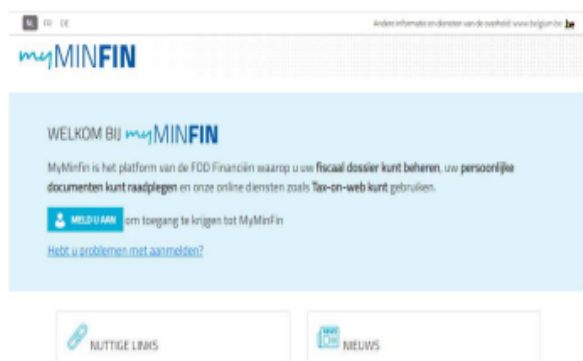 NL FR DE
Andere informatie en diensten van de overheid: www.belgium.be .be
myMINFIN
WELKOM BIJ myMINFIN
MyMinfin is het platform van de FOD Financiën waarop u uw fiscaal dossier kunt beheren, uw persoonlijke
documenten kunt raadplegen en onze online diensten zoals Tax-on-web kunt gebruiken.
MELD U AAN om toegang te krijgen tot MyMinFin
Hebt u problemen met aanmelden?
NUTTIGE LINKS
NIEUWS